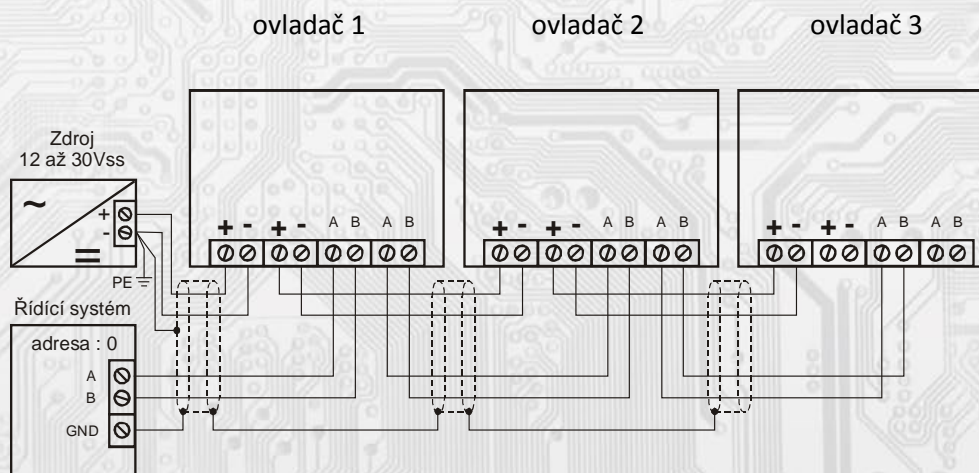 ovladač 1 ovladač 2 ovladač 3
Zdroj
12 až 30Vss
~
+
-
=
PE
+ - + - A B A B
+ - + - A B A B
+ - + - A B A B
Řídící systém
adresa : 0
A
B
GND